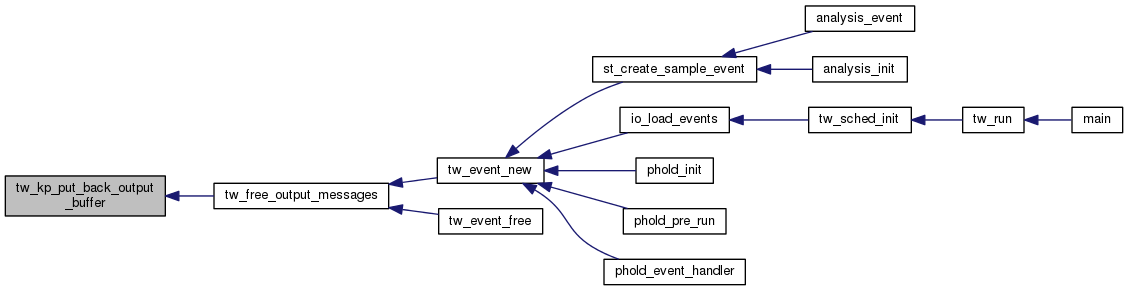 analysis_event
st_create_sample_event
analysis_init
io_load_events
tw_sched_init
tw_run
main
tw_event_new
phold_init
tw_kp_put_back_output
_buffer
tw_free_output_messages
tw_event_free
phold_pre_run
phold_event_handler